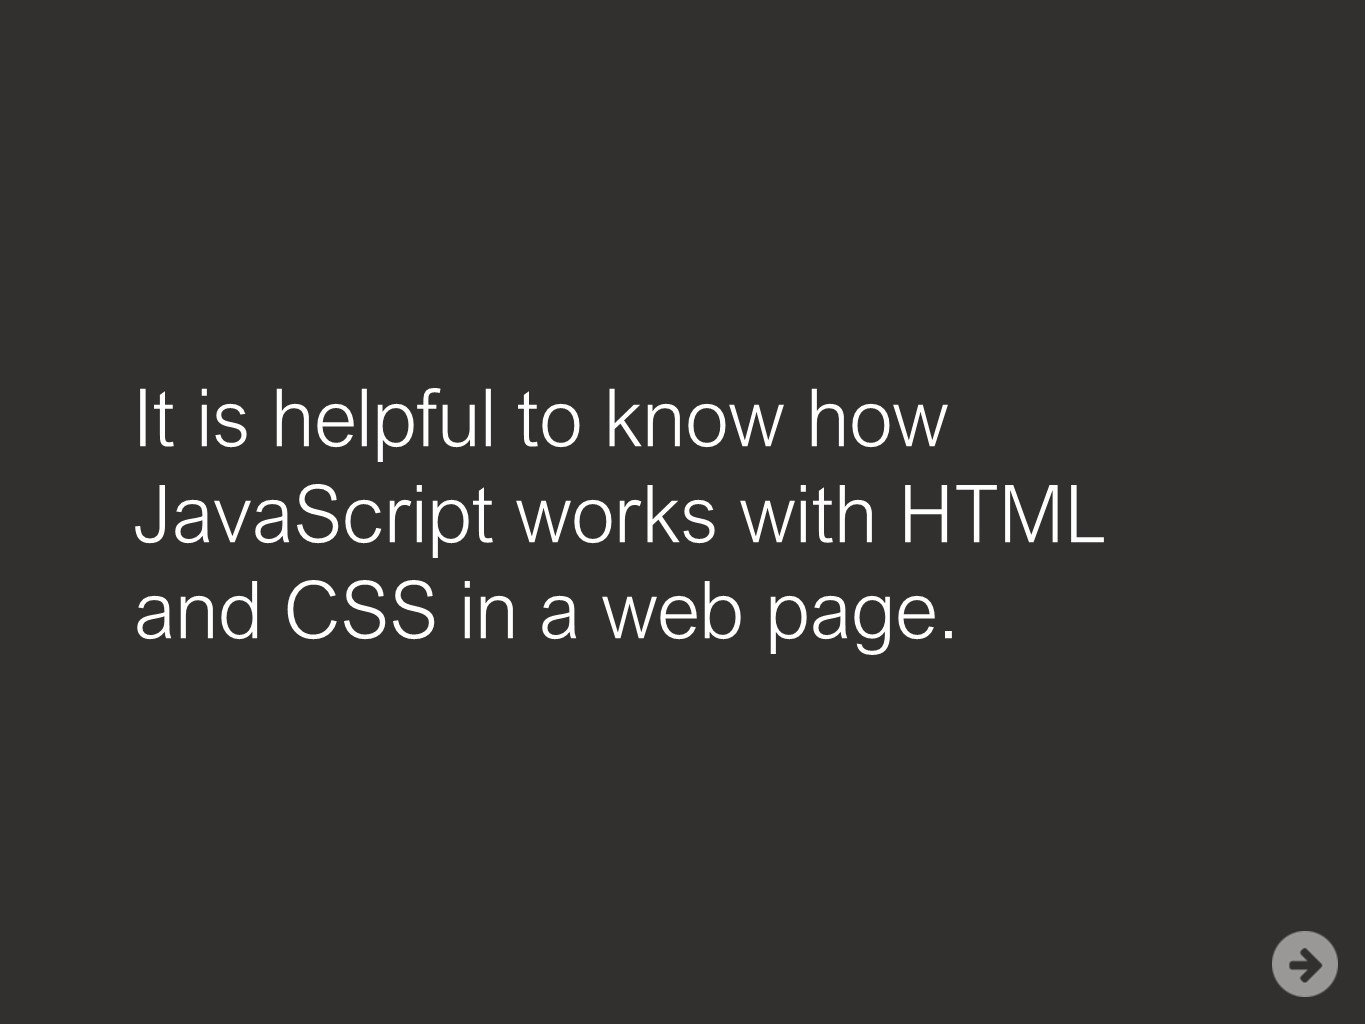 It is helpful to know how
JavaScript works with HTML
and CSS in a web page.